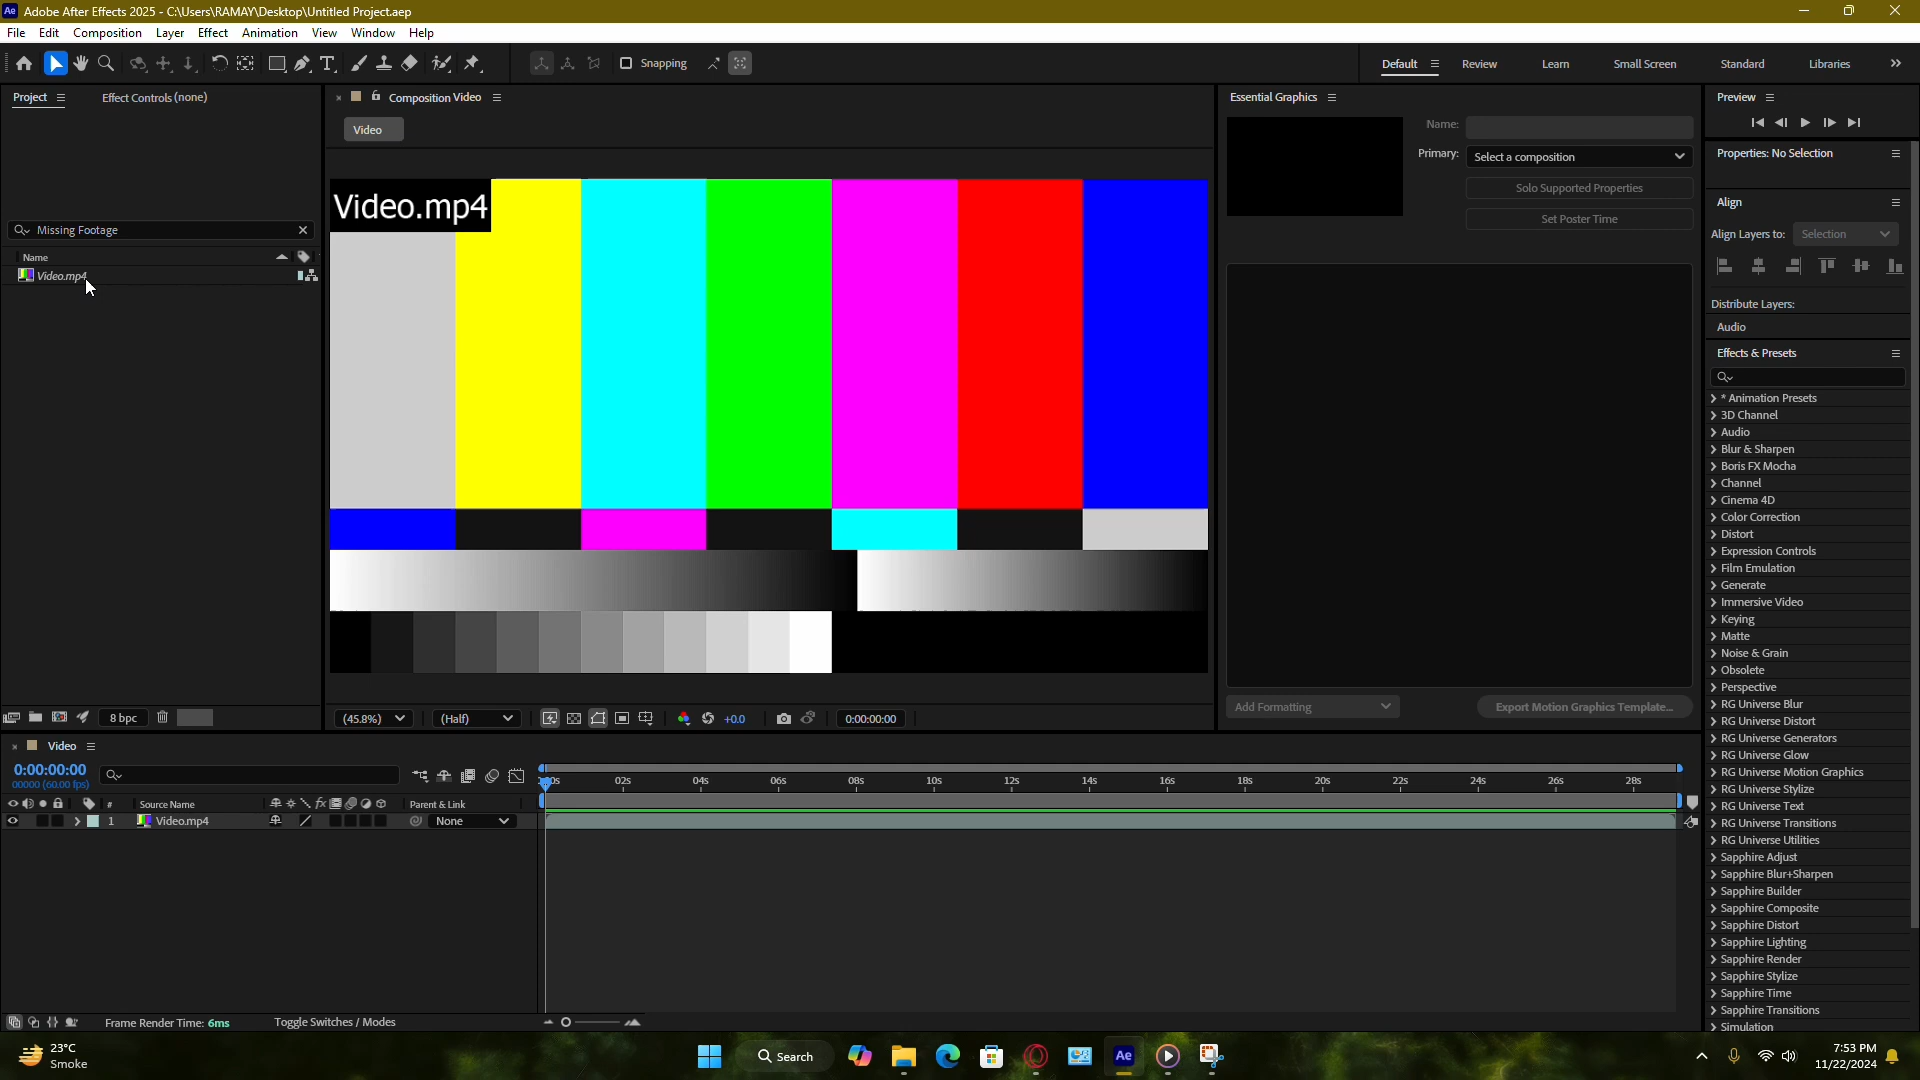 Ae Adobe After Effects 2025 - C:\Users\RAMAY\Desktop\Untitled Project.aep
File Edit Composition Layer Effect Animation View Window Help
Snapping
Default Review Learn Small Screen Standard Libraries
Project Effect Controls (none)
Composition Video
Essential Graphics
Preview
Video
Name:
Primary: Select a composition
Solo Supported Properties
Set Poster Time
Properties: No Selection
Align
Align Layers to: Selection
Distribute Layers:
Audio
Effects & Presets
Missing Footage
Name
Video.mp4
Video.mp4
* Animation Presets
3D Channel
Audio
Blur & Sharpen
Boris FX Mocha
Channel
Cinema 4D
Color Correction
Distort
Expression Controls
Film Emulation
Generate
Immersive Video
Keying
Matte
Noise & Grain
Obsolete
Perspective
RG Universe Blur
RG Universe Distort
RG Universe Generators
RG Universe Glow
RG Universe Motion Graphics
RG Universe Stylize
RG Universe Text
RG Universe Transitions
RG Universe Utilities
Sapphire Adjust
Sapphire Blur+Sharpen
Sapphire Builder
Sapphire Composite
Sapphire Distort
Sapphire Lighting
Sapphire Render
Sapphire Stylize
Sapphire Time
Sapphire Transitions
Simulation
8 bpc
(45.8%) (Half) +0.0 0:00:00:00
Add Formatting Export Motion Graphics Template...
Video
0:00:00:00
00000 (60.00 fps)
02s 04s 06s 08s 10s 12s 14s 16s 18s 20s 22s 24s 26s 28s
# Source Name fx Parent & Link
1 Video.mp4 None
Frame Render Time: 6ms Toggle Switches / Modes
23°C
Smoke
Search
Ae
7:53 PM
11/22/2024